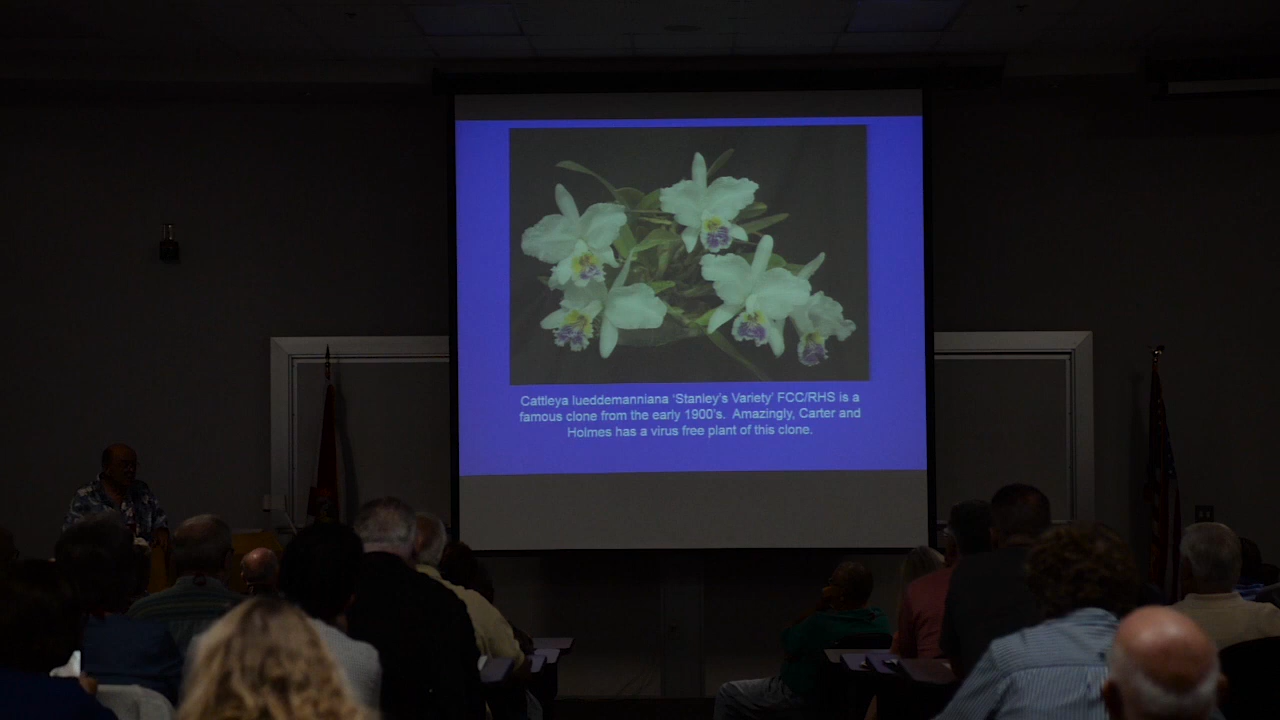 Cattleya lueddemanniana 'Stanley's Variety' FCC/RHS is a
famous clone from the early 1900's. Amazingly, Carter and
Holmes has a virus free plant of this clone.